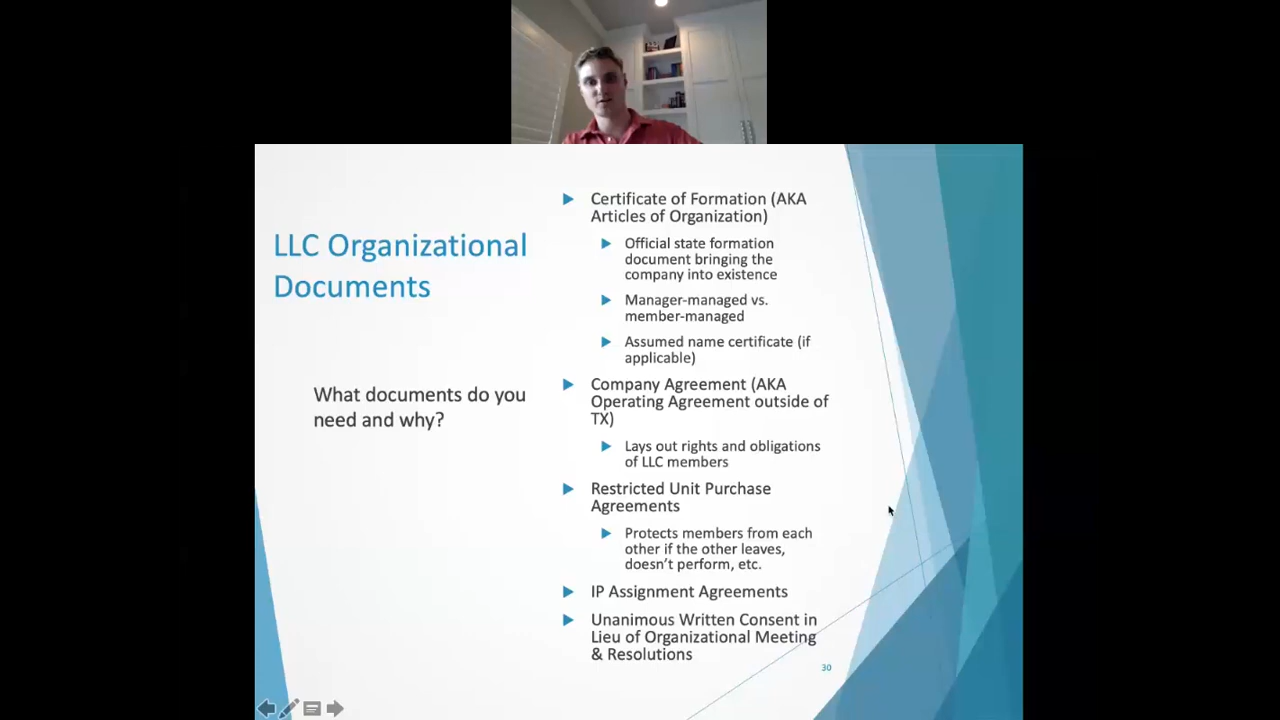 LLC Organizational
Documents
What documents do you
need and why?
Certificate of Formation (AKA
Articles of Organization)
Official state formation
document bringing the
company into existence
Manager-managed vs.
member-managed
Assumed name certificate (if
applicable)
Company Agreement (AKA
Operating Agreement outside of
TX)
Lays out rights and obligations
of LLC members
Restricted Unit Purchase
Agreements
Protects members from each
other if the other leaves,
doesn’t perform, etc.
IP Assignment Agreements
Unanimous Written Consent in
Lieu of Organizational Meeting
& Resolutions
30